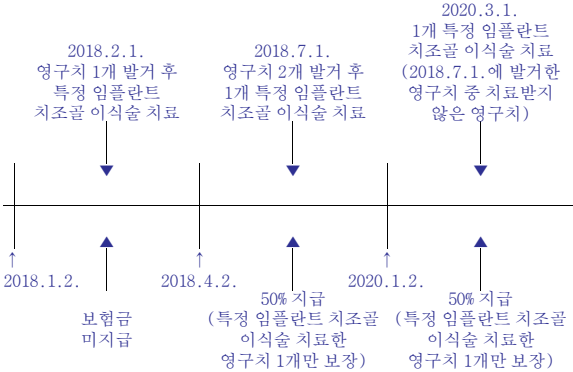 2018.2.1.
영구치 1개 발거 후
특정 임플란트
치조골 이식술 치료
2018.7.1.
영구치 2개 발거 후
1개 특정 임플란트
치조골 이식술 치료
2020.3.1.
1개 특정 임플란트
치조골 이식술 치료
(2018.7.1.에 발거한
영구치 중 치료받지
않은 영구치)
↑
2018.1.2.
↑
2018.4.2.
↑
2020.1.2.
보험금
미지급
50% 지급
(특정 임플란트 치조골
이식술 치료한
영구치 1개만 보장)
50% 지급
(특정 임플란트 치조골
이식술 치료한
영구치 1개만 보장)